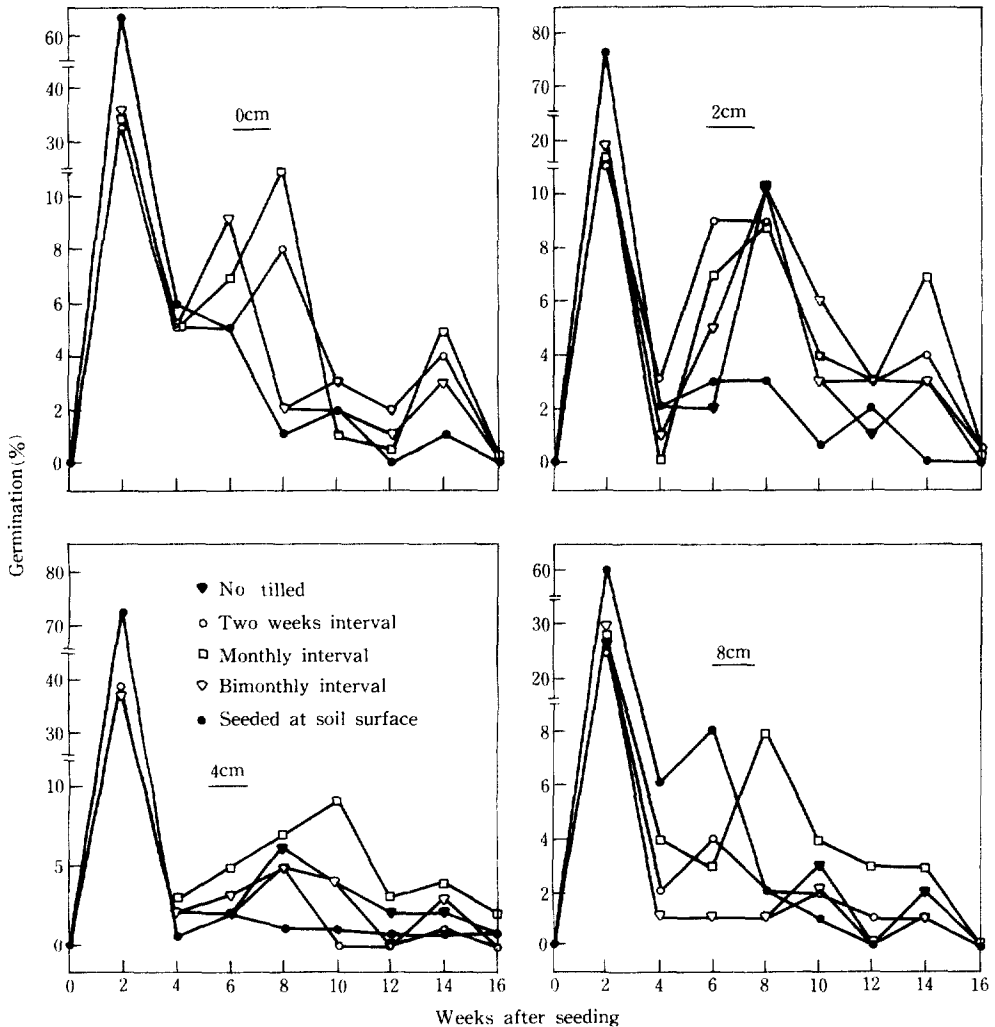 60
40
30
10
8
6
4
2
0
0cm
80
70
20
10
8
6
4
2
0
2cm
Germination(%)
80
70
40
30
10
5
0
No tilled
Two weeks interval
Monthly interval
Bimonthly interval
Seeded at soil surface
4cm
0 2 4 6 8 10 12 14 16
60
30
20
8
6
4
2
0
8cm
0 2 4 6 8 10 12 14 16
Weeks after seeding